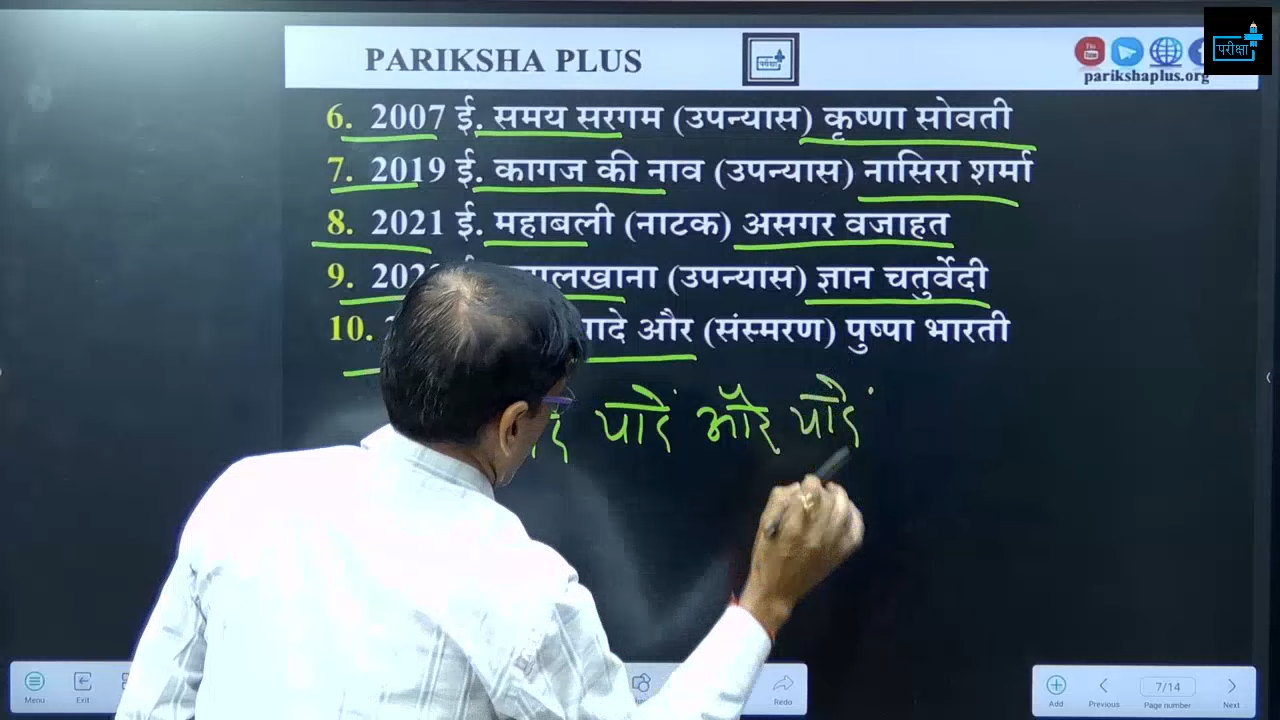 PARIKSHA PLUS
परीक्षा
parikshaplus.org
परीक्षा
6. 2007 ई. समय सरगम (उपन्यास) कृष्णा सोवती
7. 2019 ई. कागज की नाव (उपन्यास) नासिरा शर्मा
8. 2021 ई. महाबली (नाटक) असगर वजाहत
9. (उपन्यास) ज्ञान चतुर्वेदी
10. और (संस्मरण) पुष्पा भारती
यादें और यादें
Menu Exit Redo
Add Previous 7/14 Page number Next